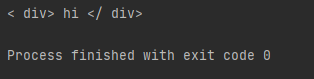 < div> hi </ div>
Process finished with exit code 0